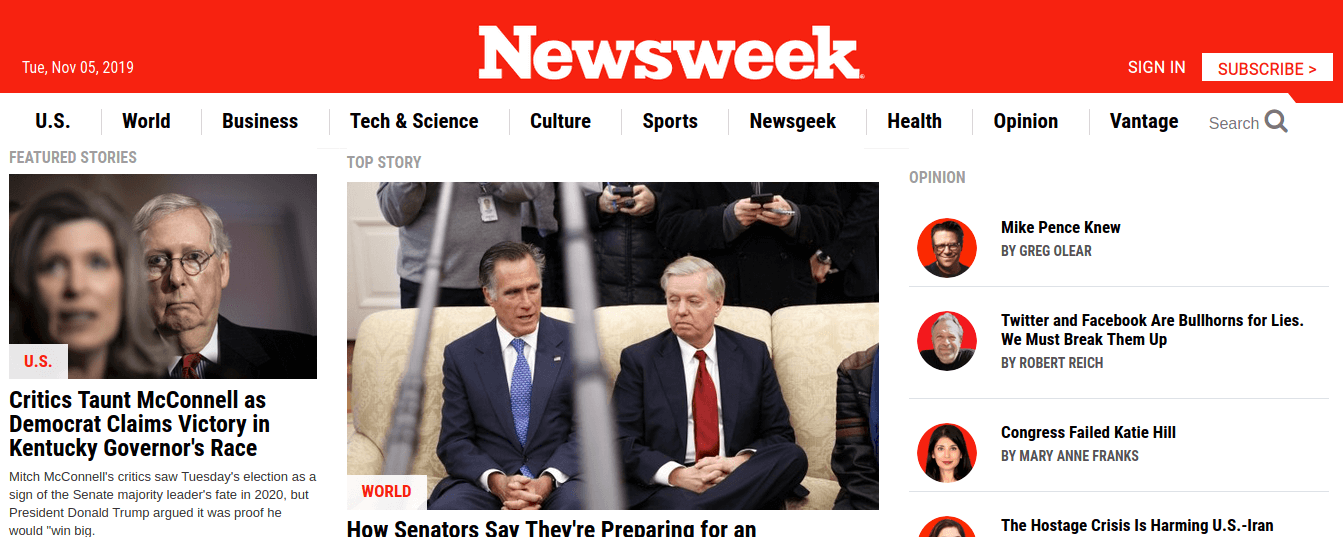 Newsweek
Tue, Nov 05, 2019
SIGN IN
SUBSCRIBE >
U.S.
World
Business
Tech & Science
Culture
Sports
Newsgeek
Health
Opinion
Vantage
Search
FEATURED STORIES
U.S.
Critics Taunt McConnell as
Democrat Claims Victory in
Kentucky Governor's Race
Mitch McConnell's critics saw Tuesday's election as a
sign of the Senate majority leader's fate in 2020, but
President Donald Trump argued it was proof he
would "win big.
TOP STORY
WORLD
How Senators Say They're Preparing for an
OPINION
Mike Pence Knew
BY GREG OLEAR
Twitter and Facebook Are Bullhorns for Lies.
We Must Break Them Up
BY ROBERT REICH
Congress Failed Katie Hill
BY MARY ANNE FRANKS
The Hostage Crisis Is Harming U.S.-Iran